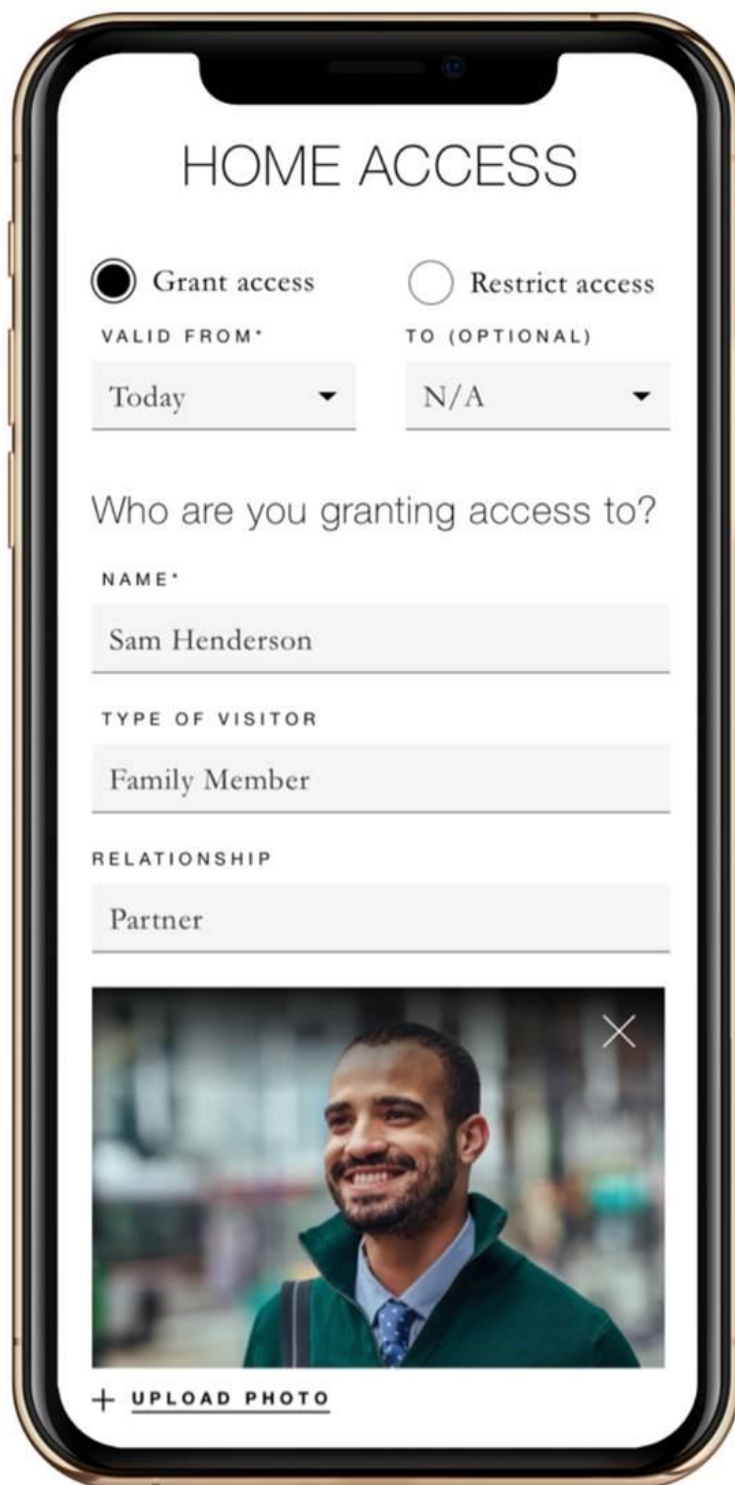 HOME ACCESS
Grant access
Restrict access
VALID FROM*
TO (OPTIONAL)
Today
N/A
Who are you granting access to?
NAME*
Sam Henderson
TYPE OF VISITOR
Family Member
RELATIONSHIP
Partner
+ UPLOAD PHOTO